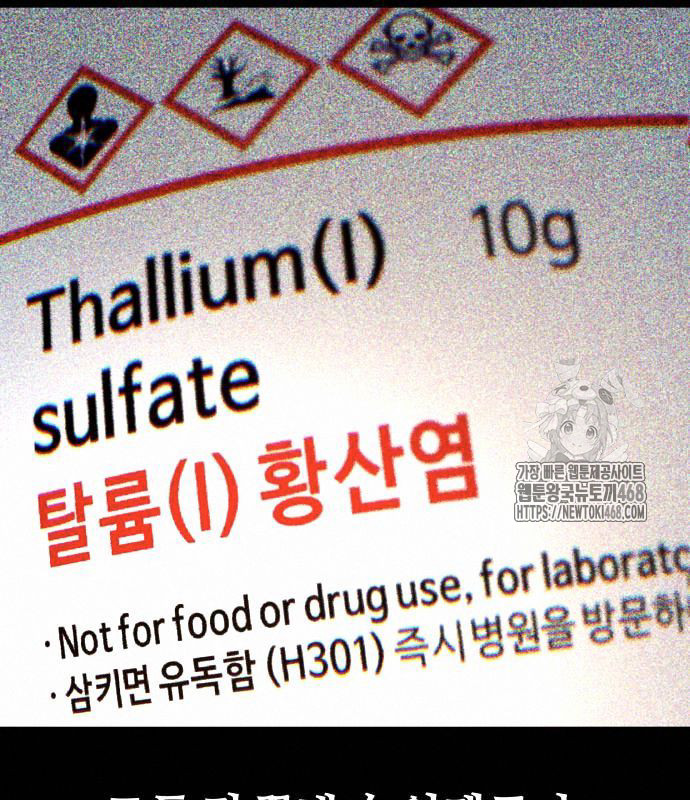 Thallium(I) 10g
sulfate
탈륨(I) 황산염
가장 빠른 웹툰제공사이트
웹툰왕국뉴토끼468
HTTPS://NEWTOKI468.COM
· Not for food or drug use, for laborato
· 삼키면 유독함 (H301) 즉시 병원을 방문하